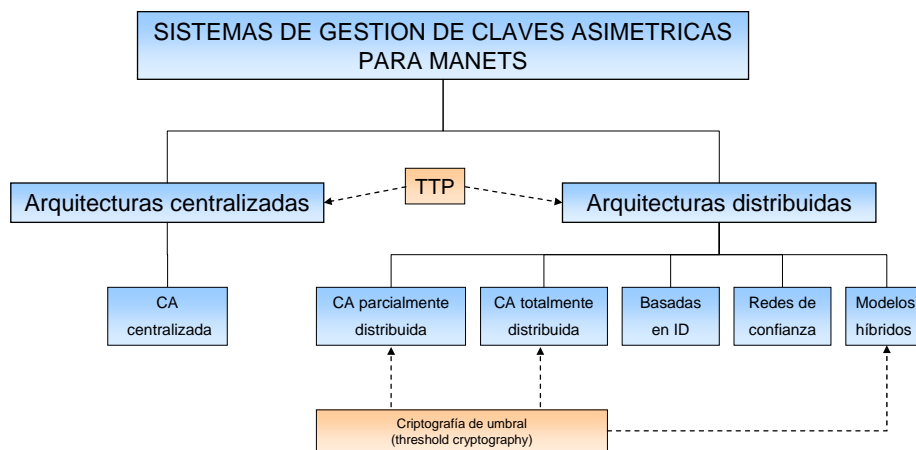 SISTEMAS DE GESTION DE CLAVES ASIMETRICAS
PARA MANETS
TTP
Arquitecturas centralizadas
Arquitecturas distribuidas
CA
centralizada
CA parcialmente
distribuida
CA totalmente
distribuida
Basadas
en ID
Redes de
confianza
Modelos
híbridos
Criptografía de umbral
(threshold cryptography)